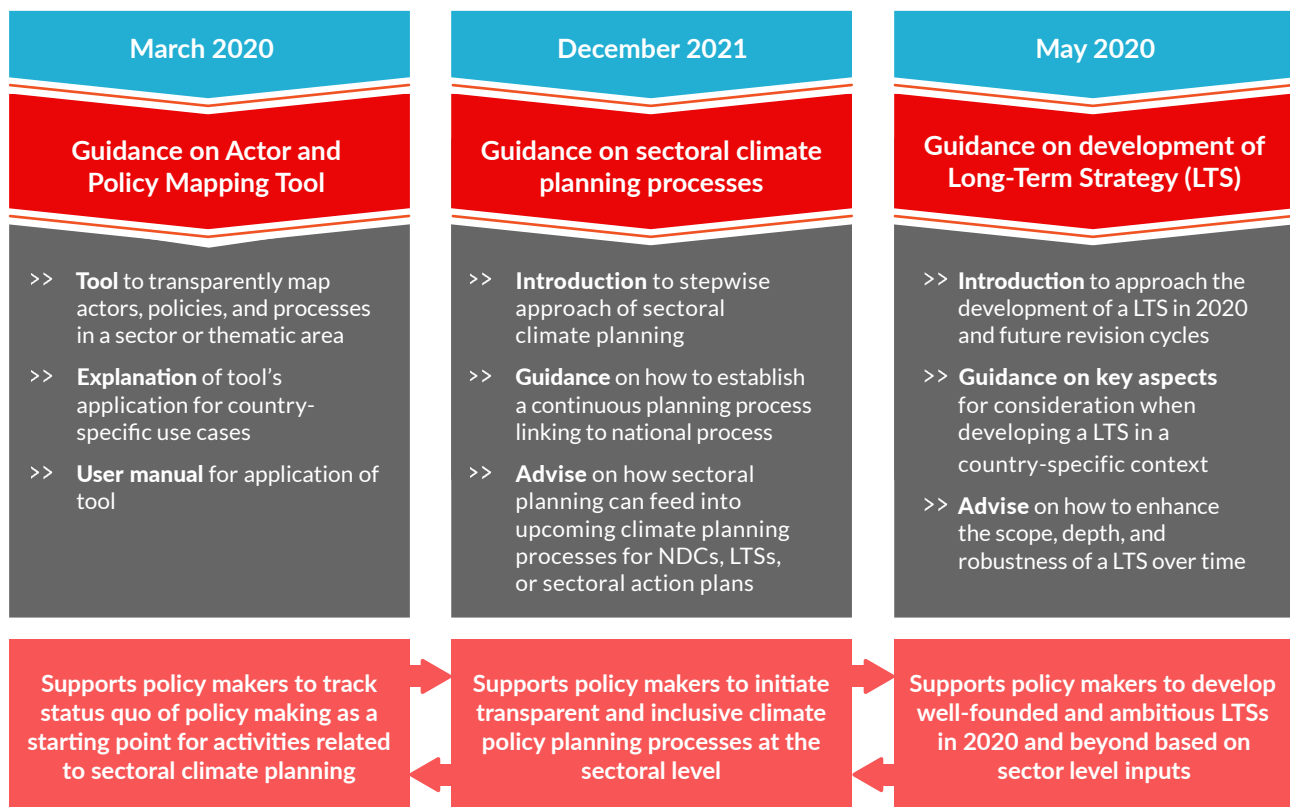 March 2020
Guidance on Actor and
Policy Mapping Tool
>> Tool to transparently map
actors, policies, and processes
in a sector or thematic area
>> Explanation of tool's
application for country-
specific use cases
>> User manual for application of
tool
Supports policy makers to track
status quo of policy making as a
starting point for activities related
to sectoral climate planning
December 2021
Guidance on sectoral climate
planning processes
>> Introduction to stepwise
approach of sectoral
climate planning
>> Guidance on how to establish
a continuous planning process
linking to national process
>> Advise on how sectoral
planning can feed into
upcoming climate planning
processes for NDCs, LTSs,
or sectoral action plans
Supports policy makers to initiate
transparent and inclusive climate
policy planning processes at the
sectoral level
May 2020
Guidance on development of
Long-Term Strategy (LTS)
>> Introduction to approach the
development of a LTS in 2020
and future revision cycles
>> Guidance on key aspects
for consideration when
developing a LTS in a
country-specific context
>> Advise on how to enhance
the scope, depth, and
robustness of a LTS over time
Supports policy makers to develop
well-founded and ambitious LTSs
in 2020 and beyond based on
sector level inputs